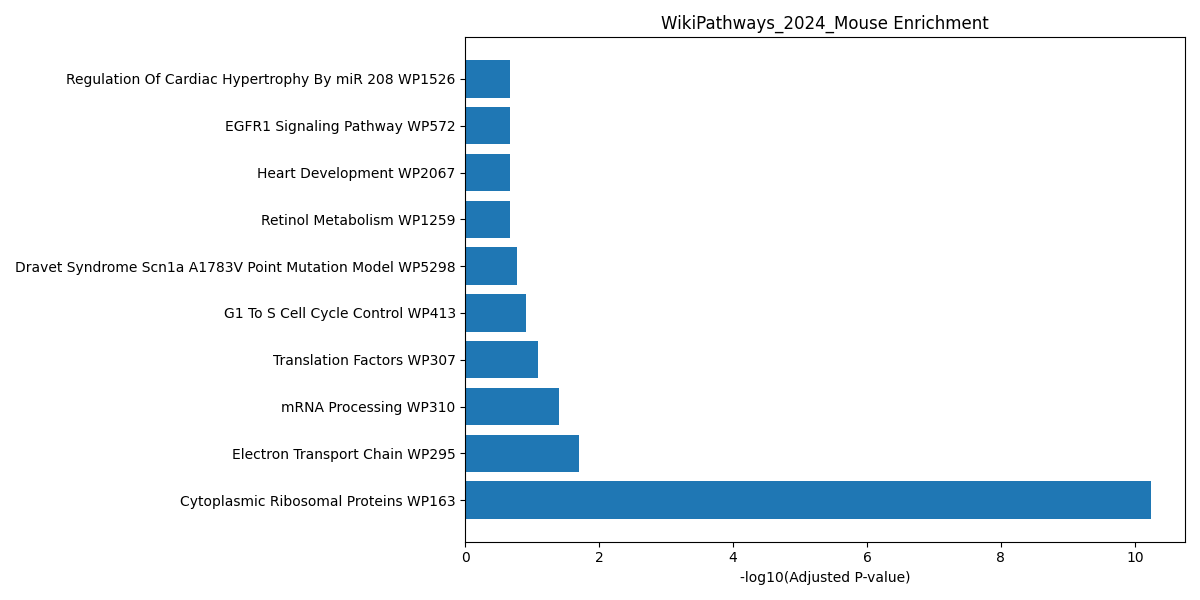 WikiPathways_2024_Mouse Enrichment
Regulation Of Cardiac Hypertrophy By miR 208 WP1526
EGFR1 Signaling Pathway WP572
Heart Development WP2067
Retinol Metabolism WP1259
Dravet Syndrome Scn1a A1783V Point Mutation Model WP5298
G1 To S Cell Cycle Control WP413
Translation Factors WP307
mRNA Processing WP310
Electron Transport Chain WP295
Cytoplasmic Ribosomal Proteins WP163
0 2 4 6 8 10
-log10(Adjusted P-value)